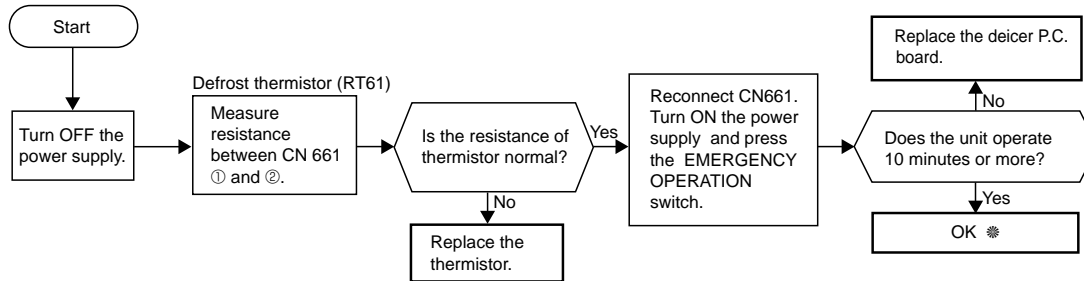 Start
Turn OFF the
power supply.
Defrost thermistor (RT61)
Measure
resistance
between CN 661
① and ②.
Is the resistance of
thermistor normal?
Yes
No
Replace the
thermistor.
Reconnect CN661.
Turn ON the power
supply and press
the EMERGENCY
OPERATION
switch.
Does the unit operate
10 minutes or more?
No
Replace the deicer P.C.
board.
Yes
OK ❋